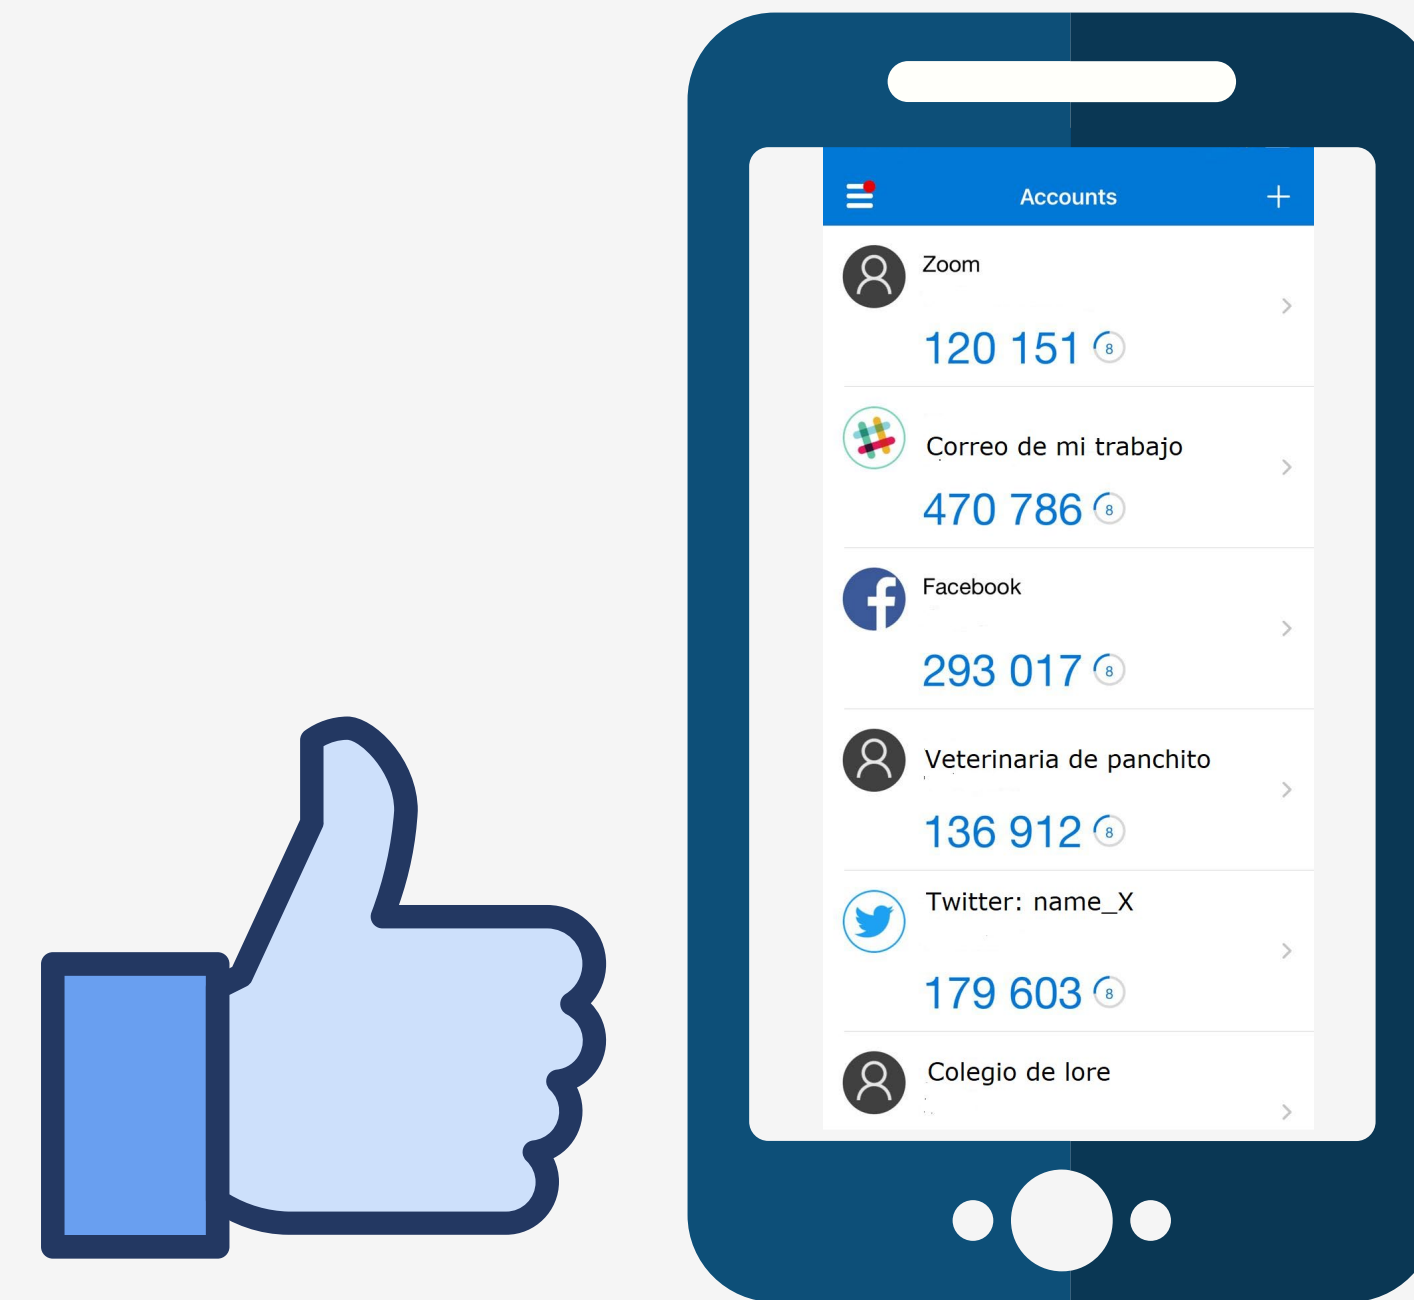 Accounts
Zoom
120 151 8
Correo de mi trabajo
470 786 8
Facebook
293 017 8
Veterinaria de panchito
136 912 8
Twitter: name_X
179 603 8
Colegio de lore